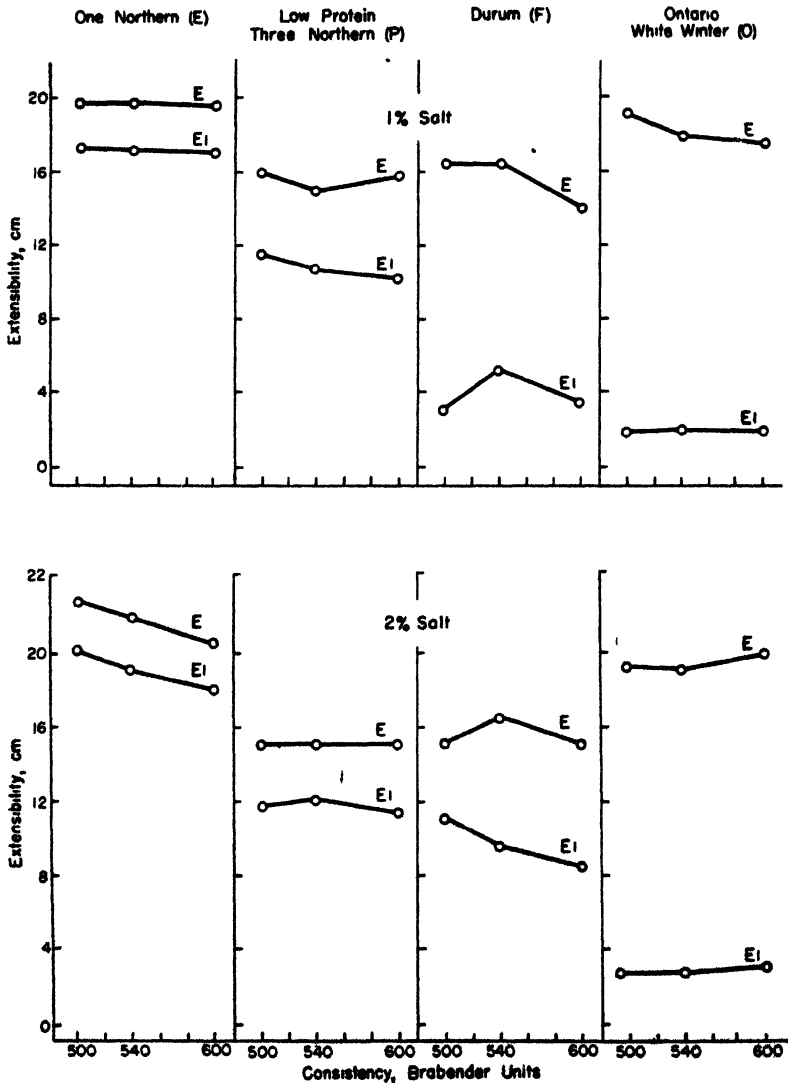 One Northern (E)
Low Protein
Three Northern (P)
Durum (F)
Ontario
White Winter (O)
Extensibility, cm
20
16
12
8
4
0
1% Salt
E
E1
E
E1
E
E1
E
E1
Extensibility, cm
22
20
16
12
8
4
0
2% Salt
E
E1
E
E1
E
E1
E
E1
500 540 600 500 540 600 500 540 600 500 540 600
Consistency, Brabender Units